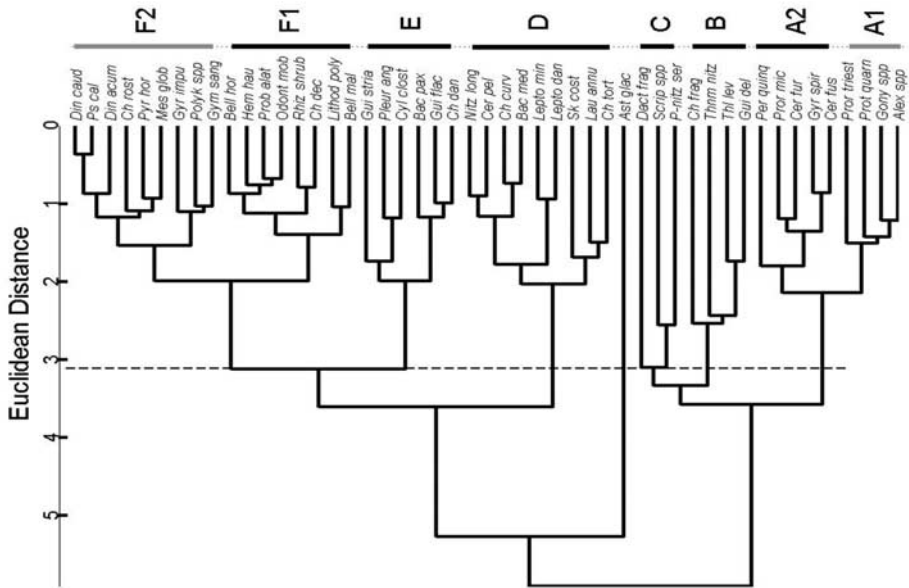 F2
F1
E
D
C
B
A2
A1
Din caud
Ps cal
Din acum
Ch rost
Pyr hor
Mes glob
Gyr impu
Polyk spp
Gym sang
Bell hor
Hem hau
Prob alat
Odont mob
Rhiz shrub
Ch dec
Lithod poly
Bell mal
Gui stria
Pleur ang
Cyl clost
Bac pax
Gui flac
Ch dan
Nitz long
Cer pel
Ch curv
Bac med
Lepto min
Lepto dan
Sk cost
Lau annu
Ch tort
Ast glac
Dact frag
Scrip spp
P-nitz ser
Ch frag
Thnm nitz
Thl lev
Gui del
Per quinq
Pror mic
Cer tur
Gyr spir
Cer fus
Pror triest
Prot quarn
Gony spp
Alex spp
0
1
2
3
4
5
Euclidean Distance